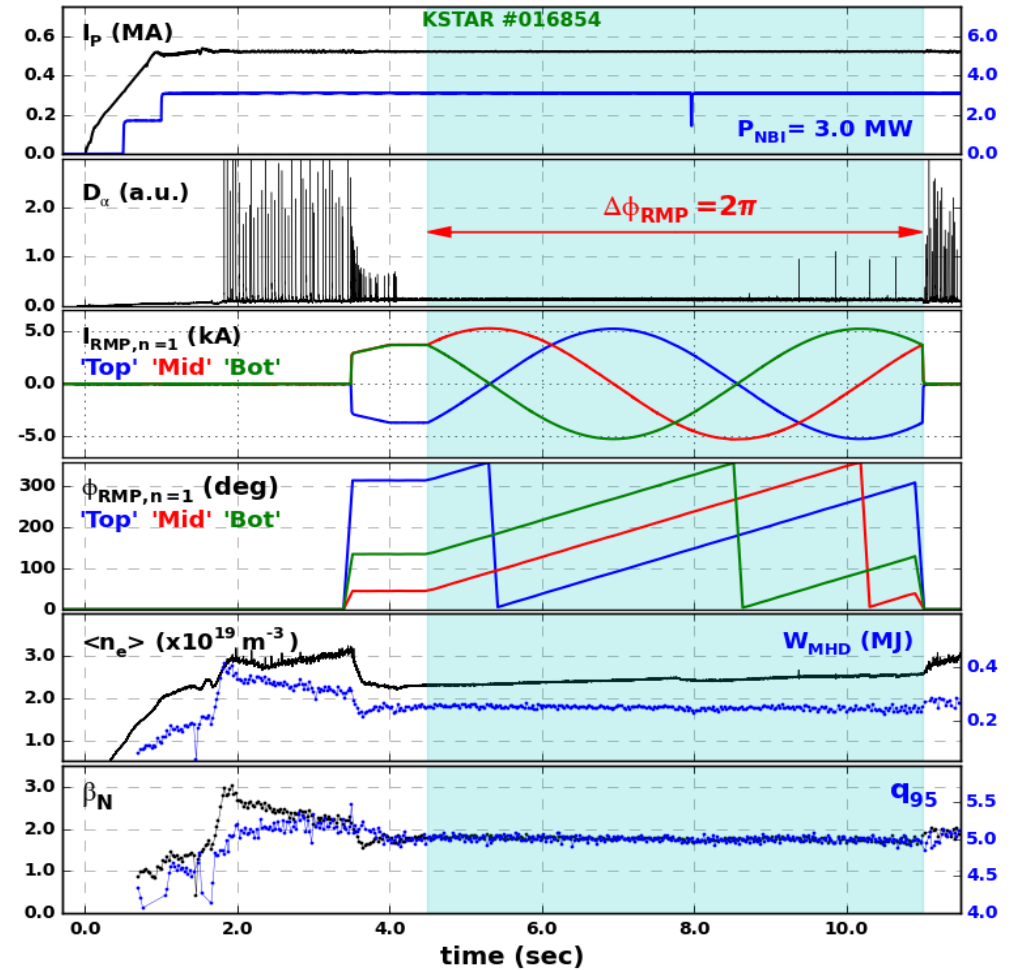 KSTAR #016854
I_P (MA)
0.6
0.4
0.2
0.0
6.0
4.0
2.0
0.0
P_NBI= 3.0 MW
D_α (a.u.)
2.0
1.0
0.0
Δϕ_RMP =2π
I_RMP,n=1 (kA)
'Top' 'Mid' 'Bot'
5.0
0.0
-5.0
ϕ_RMP,n=1 (deg)
'Top' 'Mid' 'Bot'
300
200
100
0
<n_e> (x10^19 m^-3)
W_MHD (MJ)
3.0
2.0
1.0
0.4
0.2
β_N
q_95
3.0
2.0
1.0
0.0
5.5
5.0
4.5
4.0
0.0 2.0 4.0 6.0 8.0 10.0
time (sec)